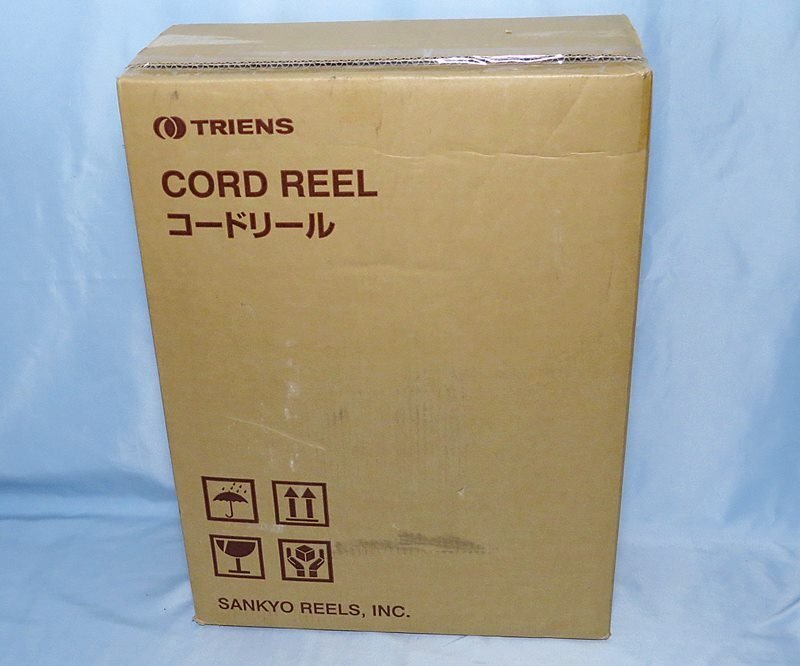 TRIENS
CORD REEL
コードリール
SANKYO REELS, INC.